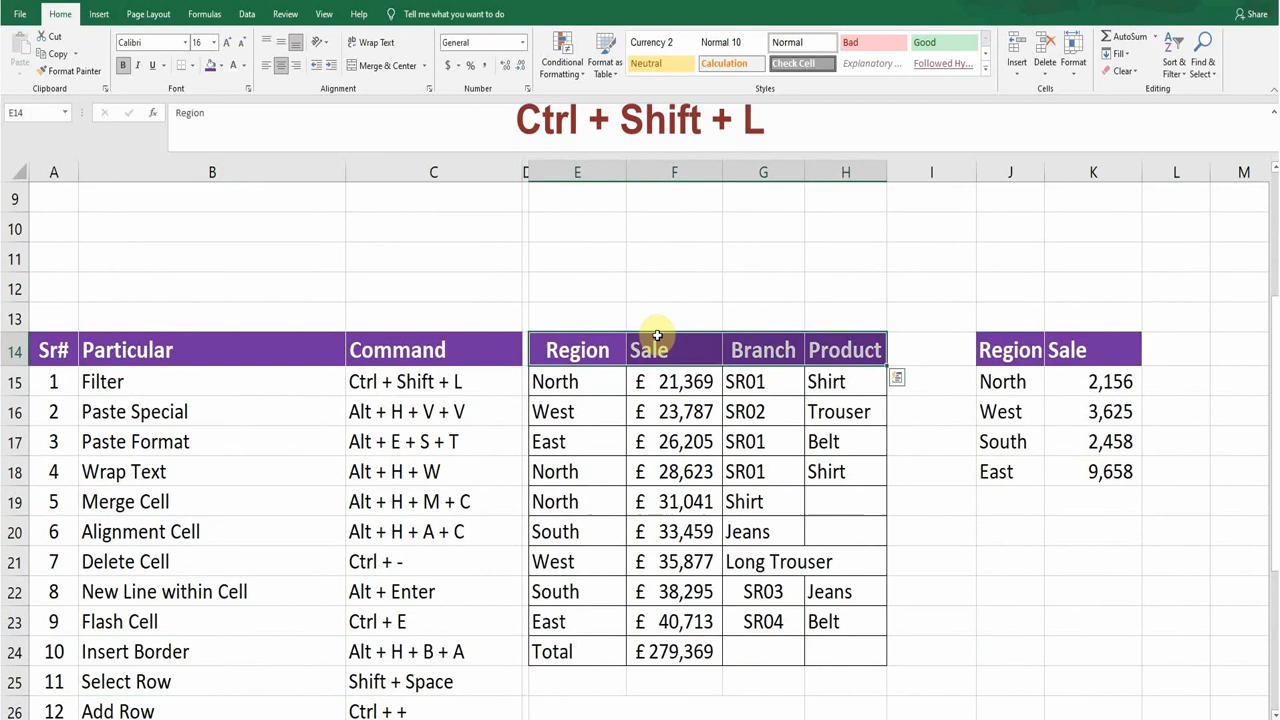 File Home Insert Page Layout Formulas Data Review View Help Tell me what you want to do Share
Cut Calibri 16 Wrap Text General Currency 2 Normal 10 Normal Bad Good AutoSum
Paste Copy Conditional Formatting Format as Table Insert Delete Format Fill Sort & Filter Find & Select
Format Painter B I U Merge & Center $ % Neutral Calculation Check Cell Explanatory ... Followed Hy... Clear
Clipboard Font Alignment Number Styles Cells Editing
E14 fx Region
Ctrl + Shift + L
A B C D E F G H I J K L M
9
10
11
12
13
14 Sr# Particular Command Region Sale Branch Product Region Sale
15 1 Filter Ctrl + Shift + L North £ 21,369 SR01 Shirt North 2,156
16 2 Paste Special Alt + H + V + V West £ 23,787 SR02 Trouser West 3,625
17 3 Paste Format Alt + E + S + T East £ 26,205 SR01 Belt South 2,458
18 4 Wrap Text Alt + H + W North £ 28,623 SR01 Shirt East 9,658
19 5 Merge Cell Alt + H + M + C North £ 31,041 Shirt
20 6 Alignment Cell Alt + H + A + C South £ 33,459 Jeans
21 7 Delete Cell Ctrl + - West £ 35,877 Long Trouser
22 8 New Line within Cell Alt + Enter South £ 38,295 SR03 Jeans
23 9 Flash Cell Ctrl + E East £ 40,713 SR04 Belt
24 10 Insert Border Alt + H + B + A Total £ 279,369
25 11 Select Row Shift + Space
26 12 Add Row Ctrl + +